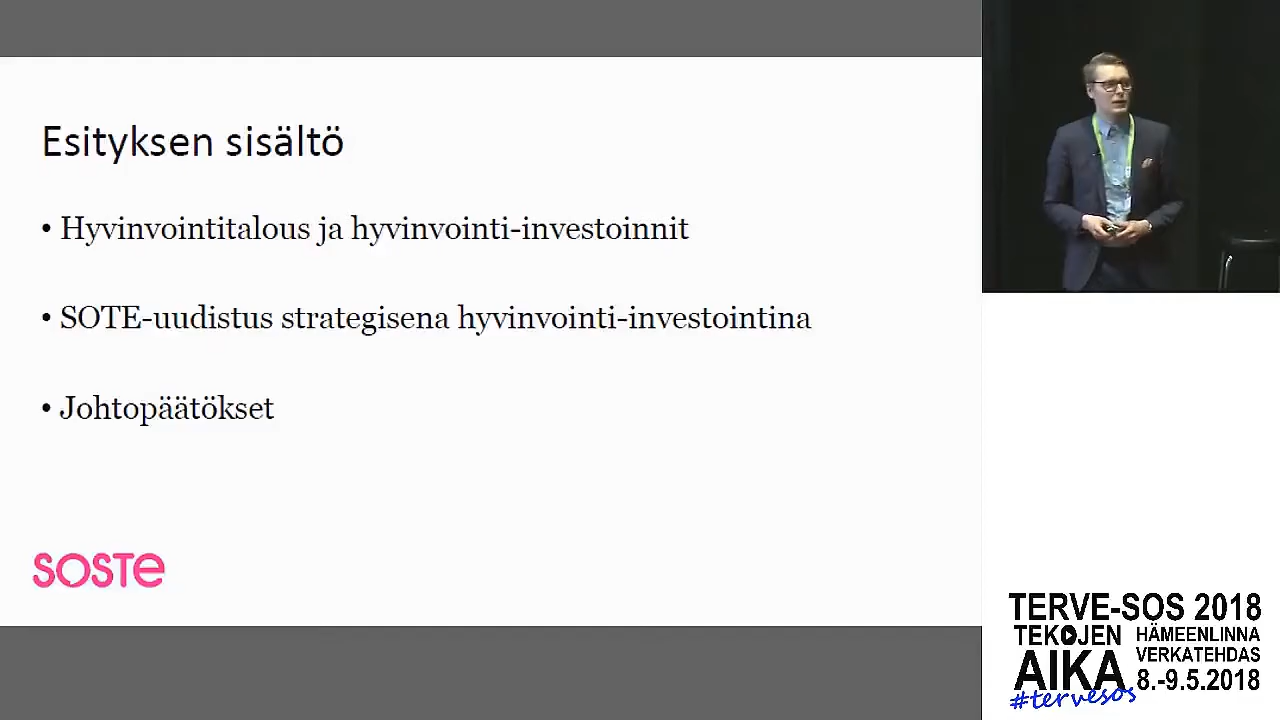 Esityksen sisältö
• Hyvinvointitalous ja hyvinvointi-investoinnit
• SOTE-uudistus strategisena hyvinvointi-investointina
• Johtopäätökset
soste
TERVE-SOS 2018
TEKOJEN
AIKA
#tervesos
HÄMEENLINNA
VERKATEHDAS
8.-9.5.2018